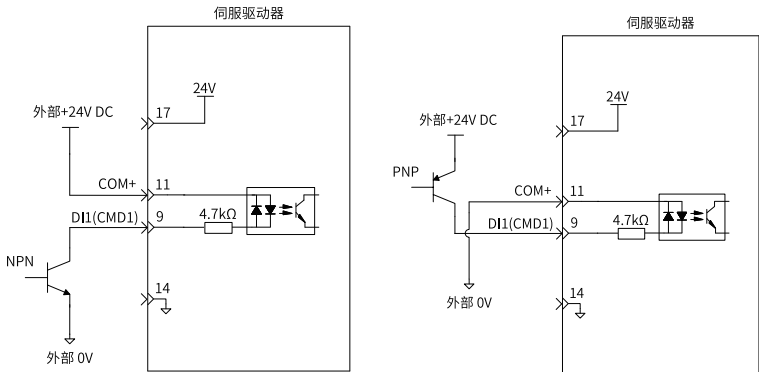 伺服驱动器
24V
外部+24V DC
17
COM+
11
DI1(CMD1)
9
4.7kΩ
NPN
14
外部 0V
伺服驱动器
24V
外部+24V DC
17
PNP
COM+
11
DI1(CMD1)
9
4.7kΩ
外部 0V
14